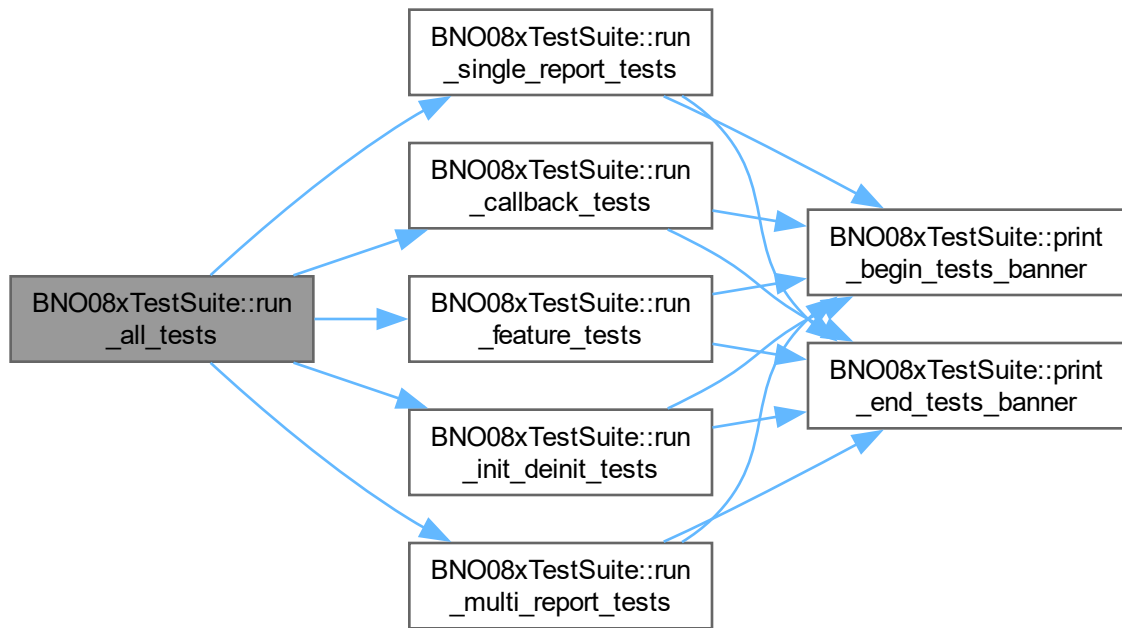 BNO08xTestSuite::run
_all_tests
BNO08xTestSuite::run
_single_report_tests
BNO08xTestSuite::run
_callback_tests
BNO08xTestSuite::run
_feature_tests
BNO08xTestSuite::run
_init_deinit_tests
BNO08xTestSuite::run
_multi_report_tests
BNO08xTestSuite::print
_begin_tests_banner
BNO08xTestSuite::print
_end_tests_banner